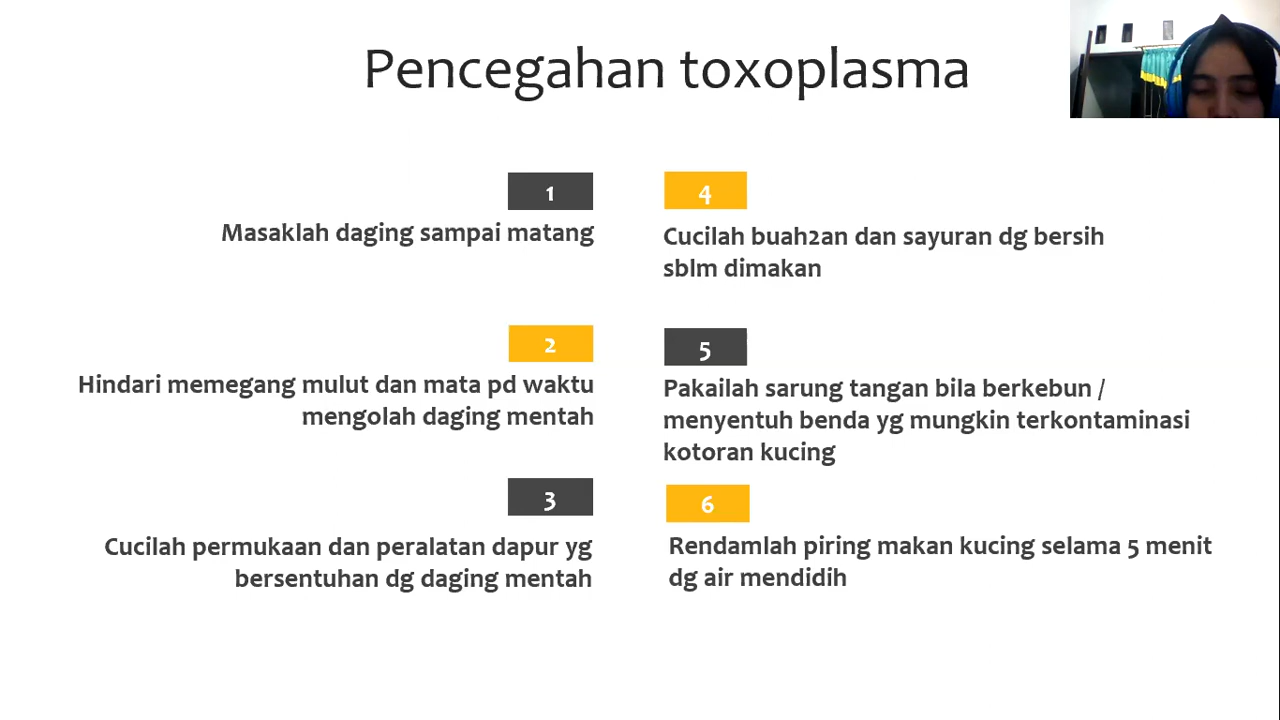 Pencegahan toxoplasma
1
Masaklah daging sampai matang
2
Hindari memegang mulut dan mata pd waktu
mengolah daging mentah
3
Cucilah permukaan dan peralatan dapur yg
bersentuhan dg daging mentah
4
Cucilah buah2an dan sayuran dg bersih
sblm dimakan
5
Pakailah sarung tangan bila berkebun /
menyentuh benda yg mungkin terkontaminasi
kotoran kucing
6
Rendamlah piring makan kucing selama 5 menit
dg air mendidih